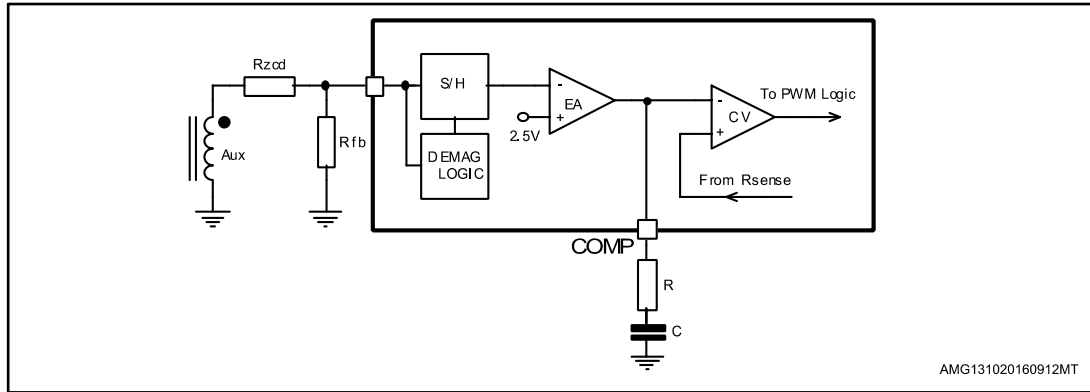 Rzcd
Rfb
Aux
S/H
DEMAG
LOGIC
-
EA
+
2.5V
-
CV
+
To PWM Logic
From Rsense
COMP
R
C
AMG131020160912MT